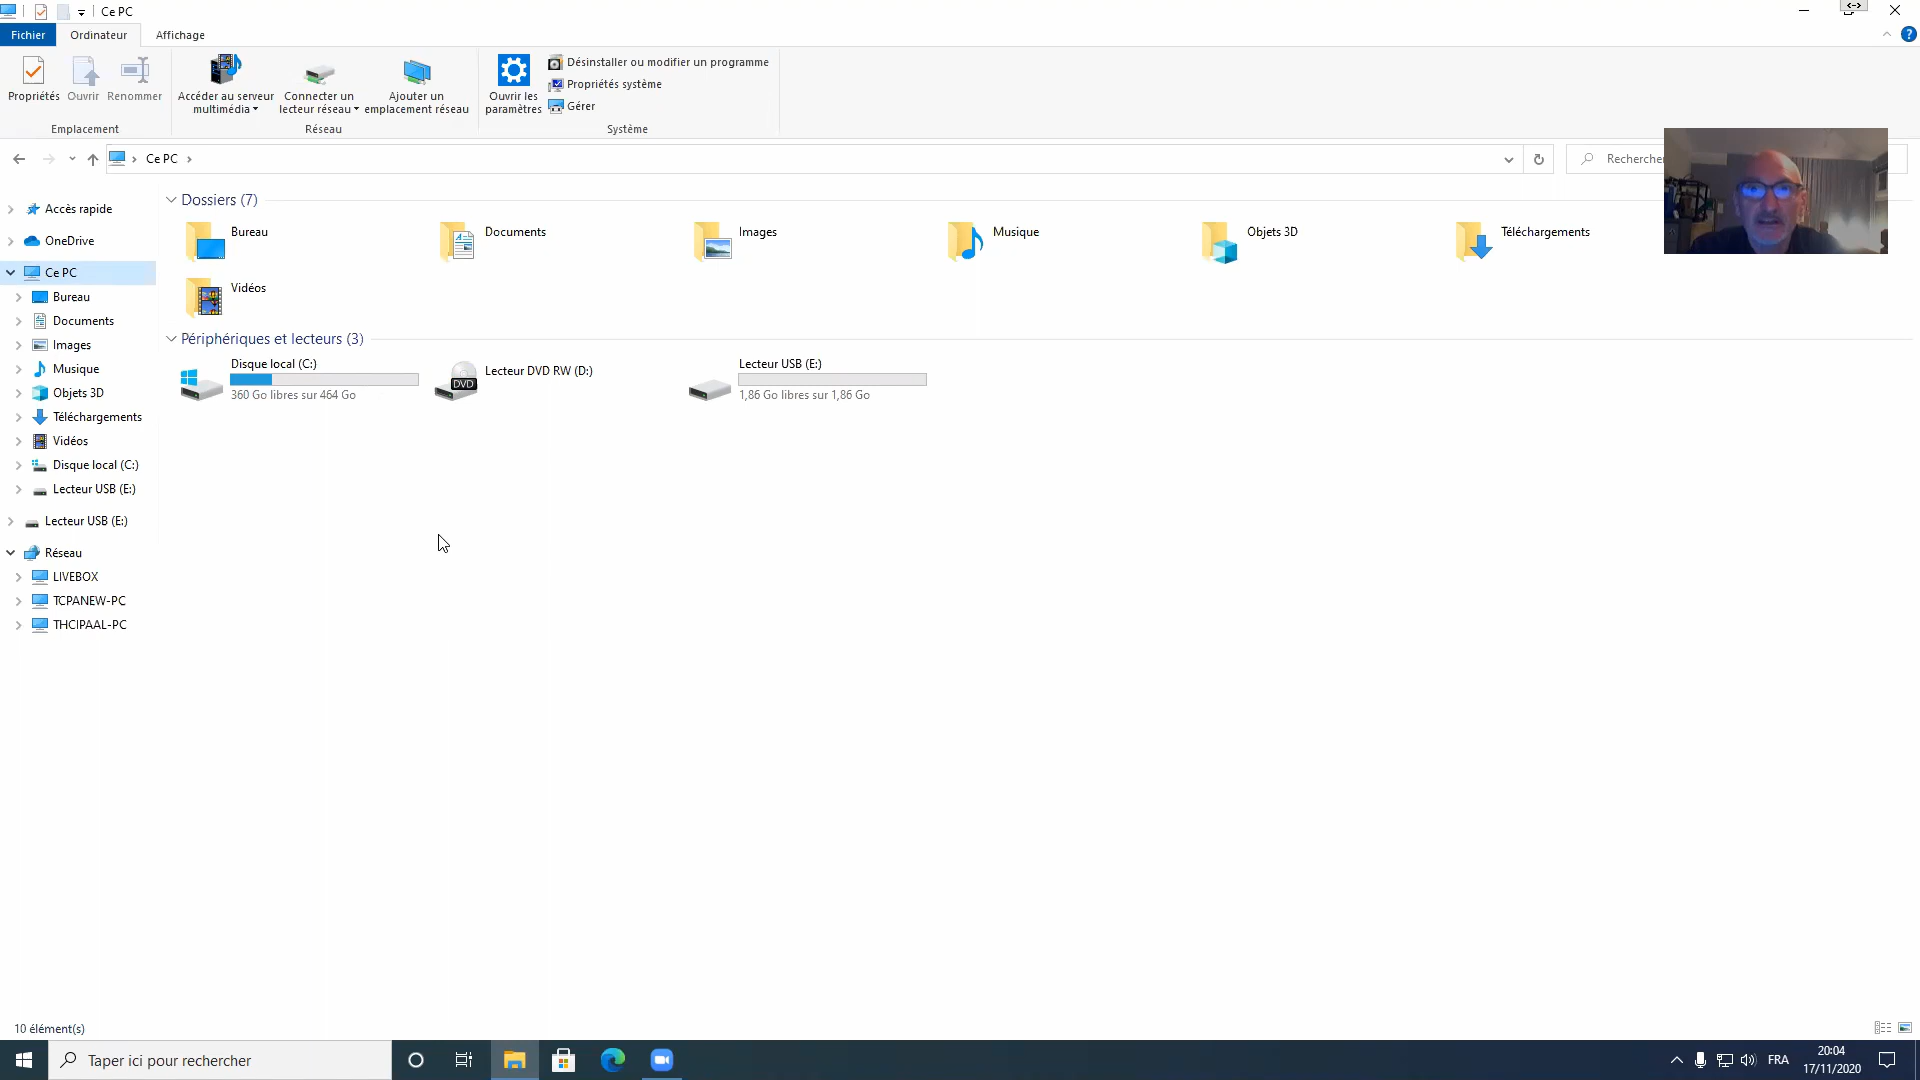 Ce PC
Fichier Ordinateur Affichage
Propriétés Ouvrir Renommer
Accéder au serveur multimédia
Connecter un lecteur réseau
Ajouter un emplacement réseau
Ouvrir les paramètres
Désinstaller ou modifier un programme
Propriétés système
Gérer
Emplacement Réseau Système
Ce PC
Rechercher
Accès rapide
OneDrive
Ce PC
Bureau
Documents
Images
Musique
Objets 3D
Téléchargements
Vidéos
Disque local (C:)
Lecteur USB (E:)
Lecteur USB (E:)
Réseau
LIVEBOX
TCPANEW-PC
THCIPAAL-PC
Dossiers (7)
Bureau Documents Images Musique Objets 3D Téléchargements
Vidéos
Périphériques et lecteurs (3)
Disque local (C:)
360 Go libres sur 464 Go
Lecteur DVD RW (D:)
DVD
Lecteur USB (E:)
1,86 Go libres sur 1,86 Go
10 élément(s)
Taper ici pour rechercher
FRA
20:04
17/11/2020